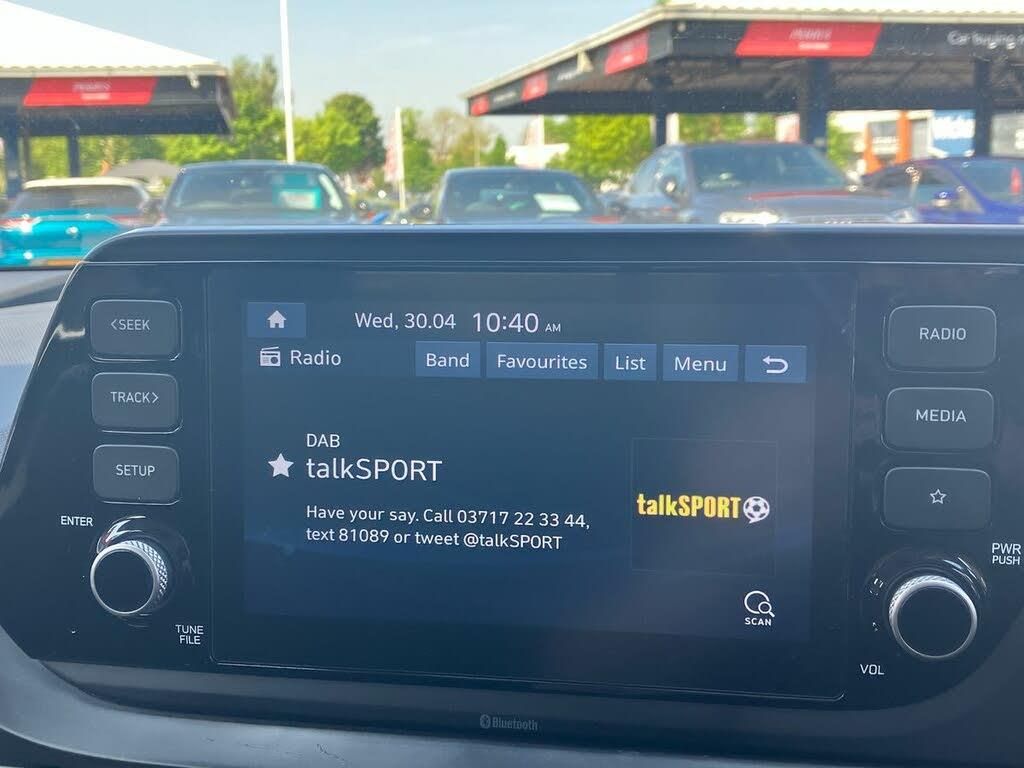 Car buying
<SEEK
TRACK>
SETUP
ENTER
TUNE
FILE
Wed, 30.04 10:40 AM
Radio
Band
Favourites
List
Menu
DAB
talkSPORT
Have your say. Call 03717 22 33 44,
text 81089 or tweet @talkSPORT
talkSPORT
SCAN
RADIO
MEDIA
PWR
PUSH
VOL
Bluetooth